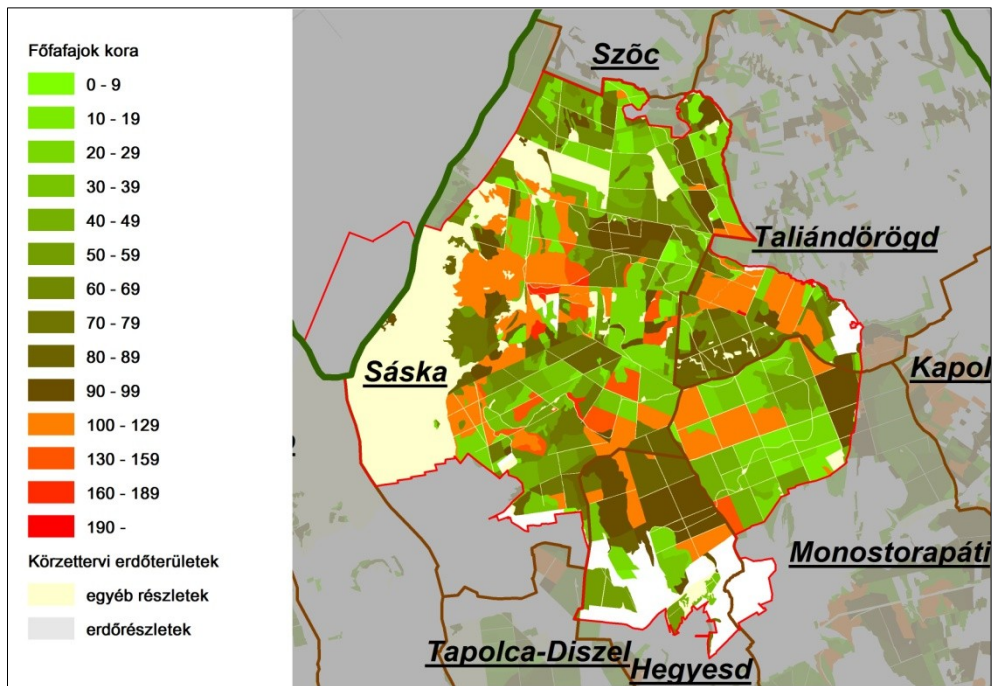 Főfafajok kora
0 - 9
10 - 19
20 - 29
30 - 39
40 - 49
50 - 59
60 - 69
70 - 79
80 - 89
90 - 99
100 - 129
130 - 159
160 - 189
190 -
Körzettervi erdőterületek
egyéb részletek
erdőrészletek
Szõc
Taliándörögd
Sáska
Kapol
Monostorapáti
Tapolca-Diszel
Hegyesd